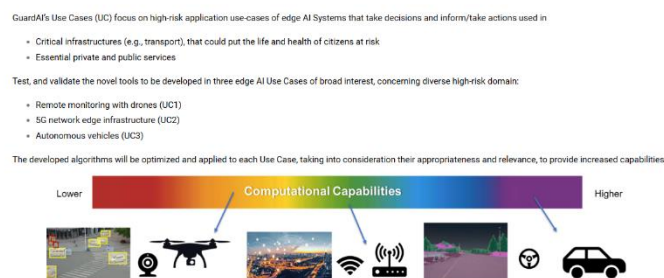 GuardAI's Use Cases (UC) focus on high-risk application use-cases of edge AI Systems that take decisions and inform/take actions used in
Critical infrastructures (e.g., transport), that could put the life and health of citizens at risk
Essential private and public services
Test, and validate the novel tools to be developed in three edge AI Use Cases of broad interest, concerning diverse high-risk domain:
Remote monitoring with drones (UC1)
5G network edge infrastructure (UC2)
Autonomous vehicles (UC3)
The developed algorithms will be optimized and applied to each Use Case, taking into consideration their appropriateness and relevance, to provide increased capabilities
Lower Computational Capabilities Higher